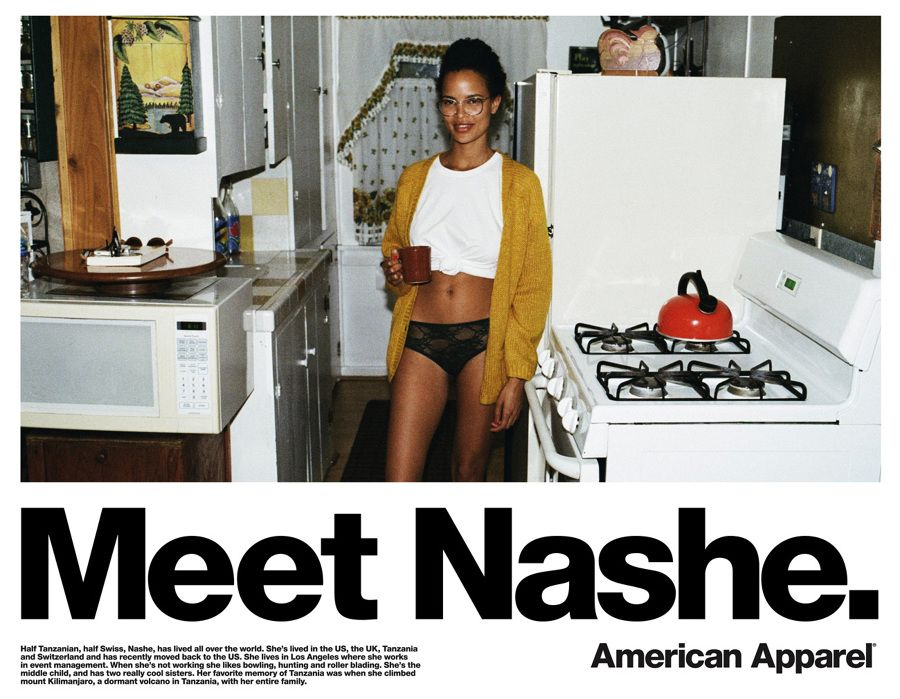 Meet Nashe.
Half Tanzanian, half Swiss, Nashe, has lived all over the world. She's lived in the US, the UK, Tanzania
and Switzerland and has recently moved back to the US. She lives in Los Angeles where she works
in event management. When she's not working she likes bowling, hunting and roller blading. She's the
middle child, and has two really cool sisters. Her favorite memory of Tanzania was when she climbed
mount Kilimanjaro, a dormant volcano in Tanzania, with her entire family.
American Apparel®